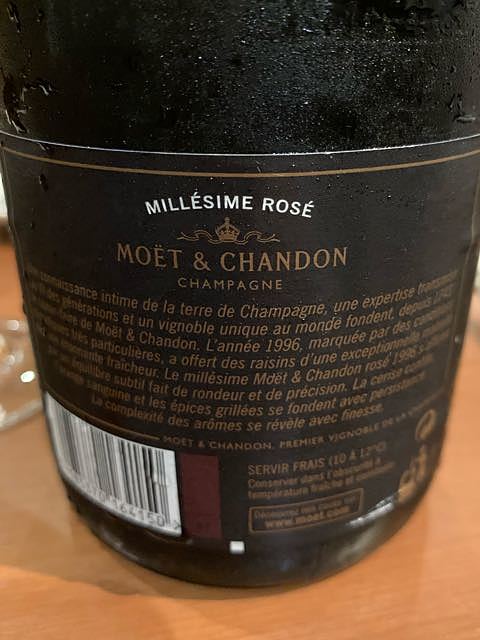 MILLÉSIME ROSÉ
MOËT & CHANDON
CHAMPAGNE
connaissance intime de la terre de Champagne, une expertise
des générations et un vignoble unique au monde fondent, depuis 1743,
de Moët & Chandon. L'année 1996, marquée par des
très particulières, a offert des raisins d'une exceptionnelle
fraîcheur. Le millésime Moët & Chandon rosé 1996
équilibre subtil fait de rondeur et de précision. La cerise confite,
sanguine et les épices grillées se fondent avec persistance.
La complexité des arômes se révèle avec finesse.
MOËT & CHANDON, PREMIER VIGNOBLE DE LA
SERVIR FRAIS (10 À 12°C)
Conserver dans l'obscurité à
température fraîche et constante
www.moet.com